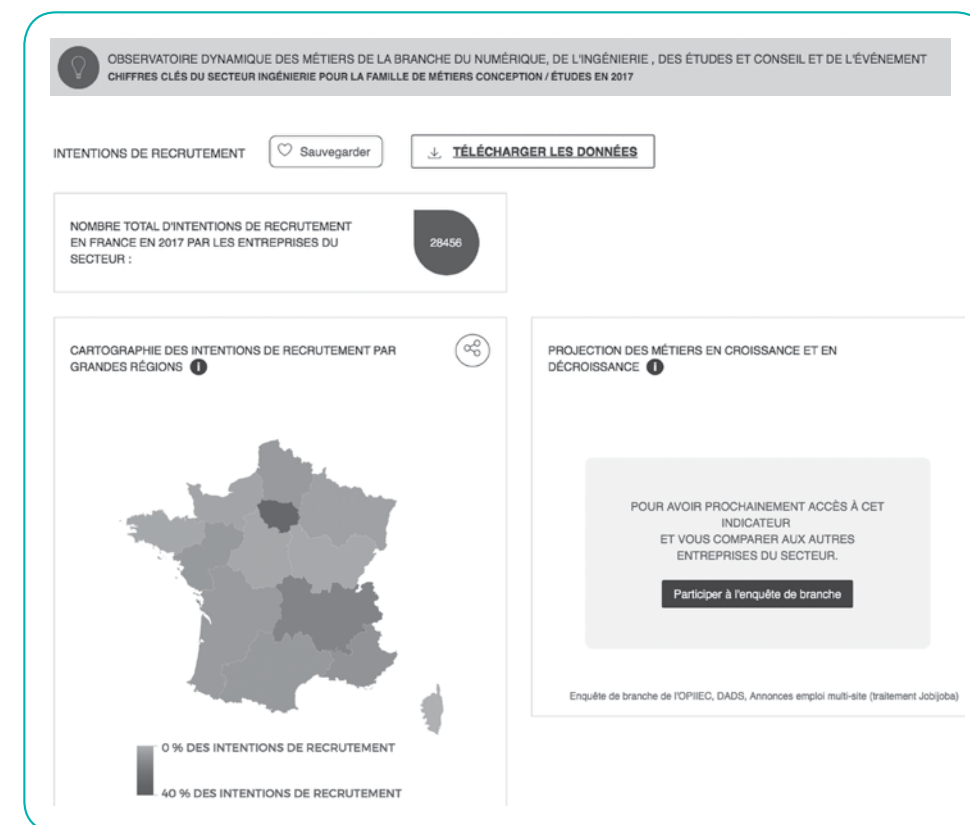 OBSERVATOIRE DYNAMIQUE DES MÉTIERS DE LA BRANCHE DU NUMÉRIQUE, DE L'INGÉNIERIE , DES ÉTUDES ET CONSEIL ET DE L'ÉVÉNEMENT
CHIFFRES CLÉS DU SECTEUR INGÉNIERIE POUR LA FAMILLE DE MÉTIERS CONCEPTION / ÉTUDES EN 2017
INTENTIONS DE RECRUTEMENT
Sauvegarder
TÉLÉCHARGER LES DONNÉES
NOMBRE TOTAL D'INTENTIONS DE RECRUTEMENT
EN FRANCE EN 2017 PAR LES ENTREPRISES DU
SECTEUR :
28456
CARTOGRAPHIE DES INTENTIONS DE RECRUTEMENT PAR
GRANDES RÉGIONS
0 % DES INTENTIONS DE RECRUTEMENT
40 % DES INTENTIONS DE RECRUTEMENT
PROJECTION DES MÉTIERS EN CROISSANCE ET EN
DÉCROISSANCE
POUR AVOIR PROCHAINEMENT ACCÈS À CET
INDICATEUR
ET VOUS COMPARER AUX AUTRES
ENTREPRISES DU SECTEUR.
Participer à l'enquête de branche
Enquête de branche de l'OPIIEC, DADS, Annonces emploi multi-site (traitement Jobijoba)